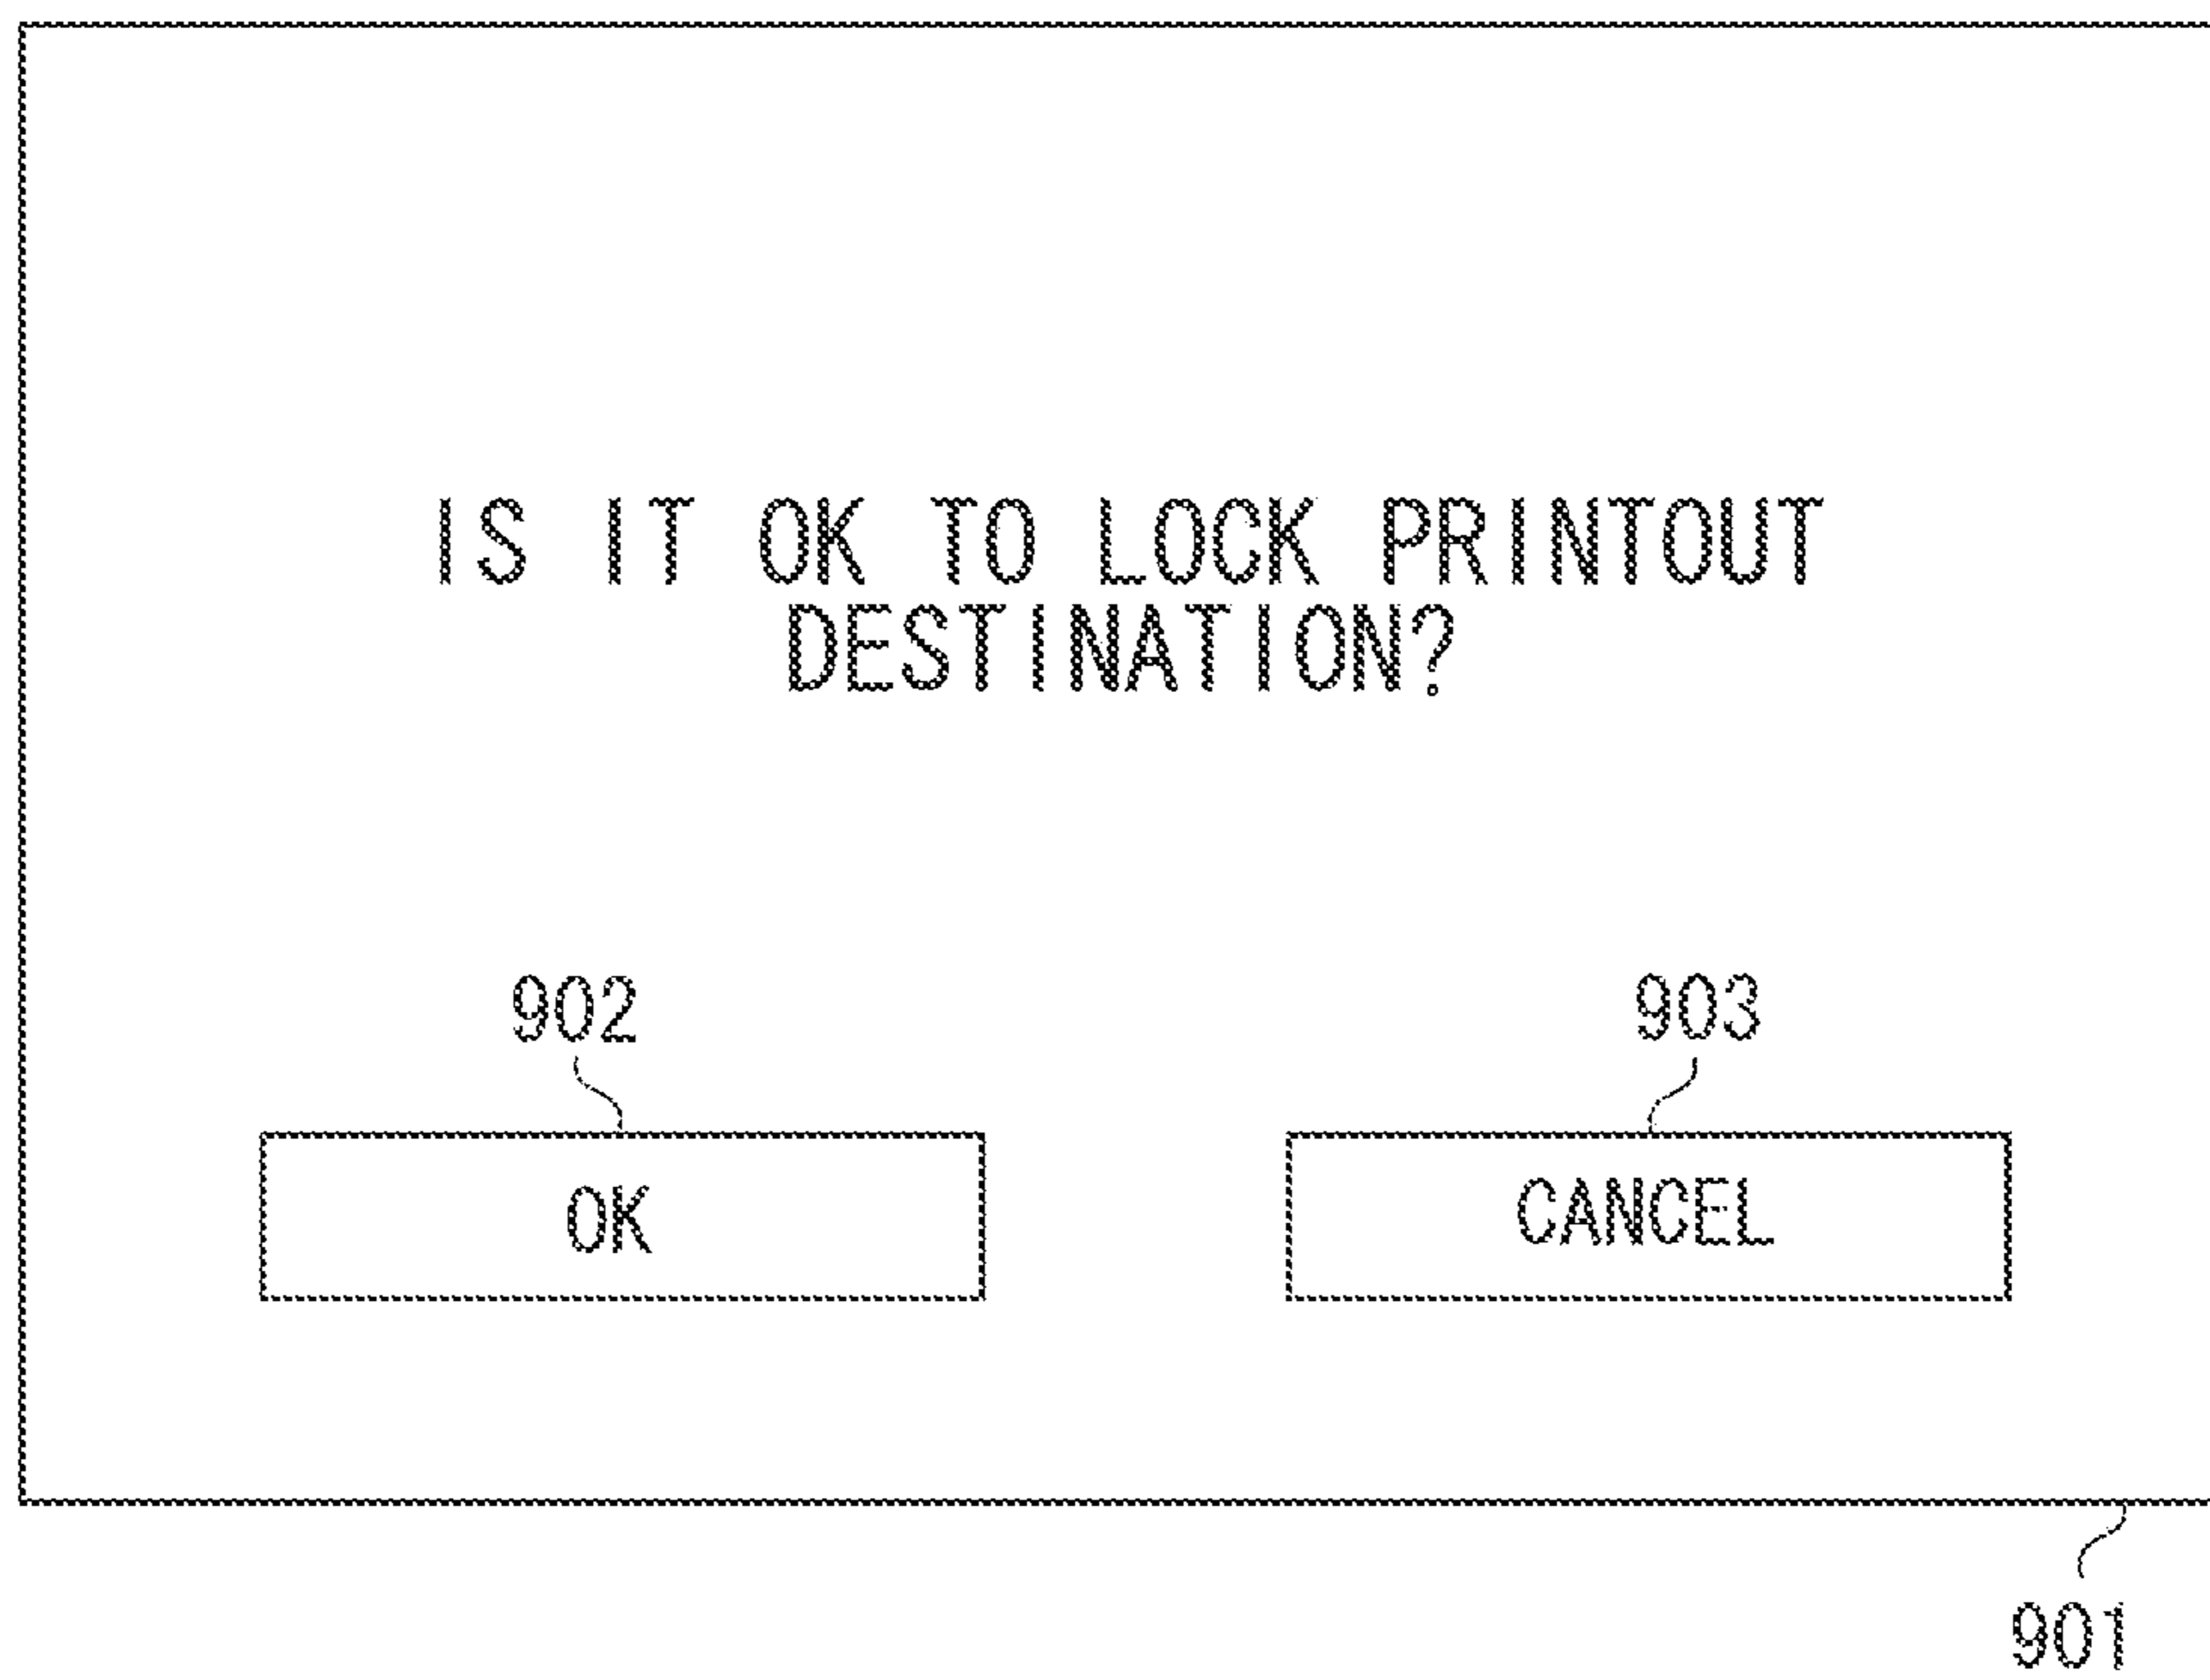 IS IT OK TO LOCK PRINTOUT
DESTINATION?
902
903
OK
CANCEL
901